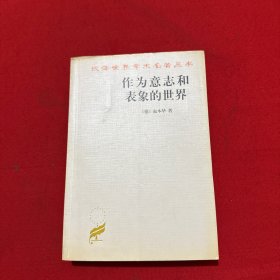 汉译世界学术名著丛书
作为意志和
表象的世界
〔德〕叔本华 著